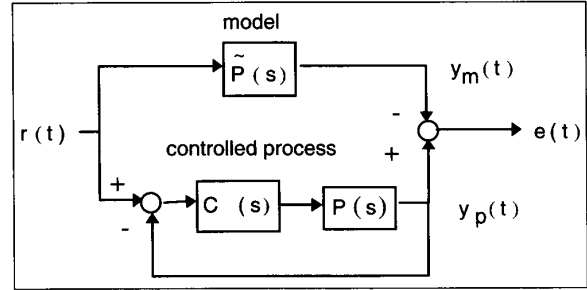 model
~
P (s)
y_m(t)
-
r(t)
e(t)
+
controlled process
+
C (s)
P(s)
-
y_p(t)